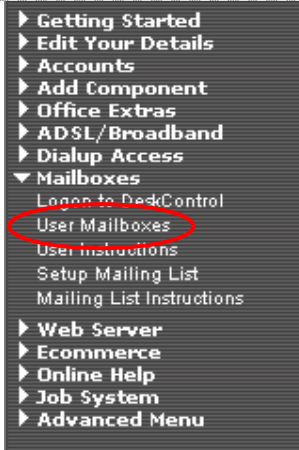 Getting Started
Edit Your Details
Accounts
Add Component
Office Extras
ADSL/Broadband
Dialup Access
Mailboxes
Logon to DeskControl
User Mailboxes
User Instructions
Setup Mailing List
Mailing List Instructions
Web Server
Ecommerce
Online Help
Job System
Advanced Menu